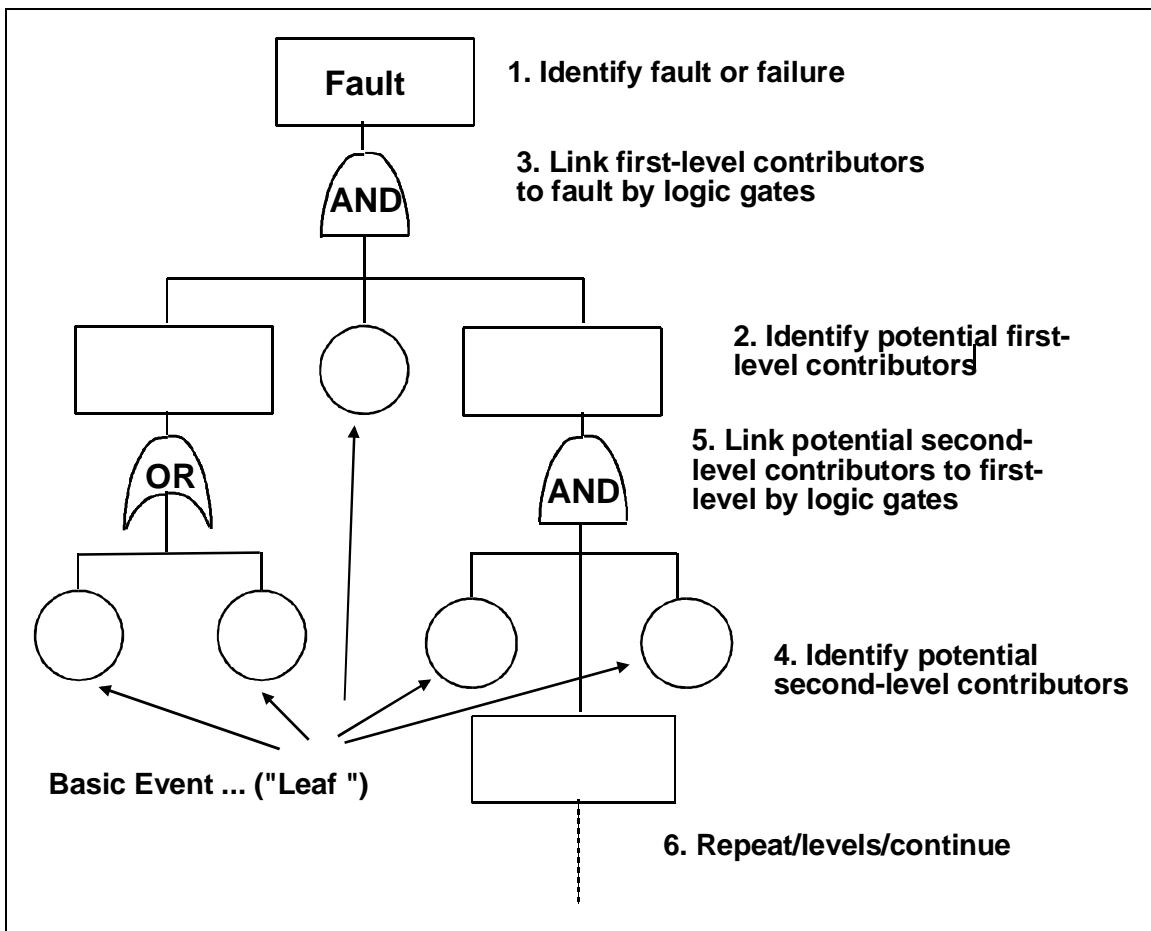 Fault
1. Identify fault or failure
3. Link first-level contributors
to fault by logic gates
AND
2. Identify potential first-
level contributors
5. Link potential second-
level contributors to first-
level by logic gates
OR
AND
4. Identify potential
second-level contributors
Basic Event ... ("Leaf ")
6. Repeat/levels/continue